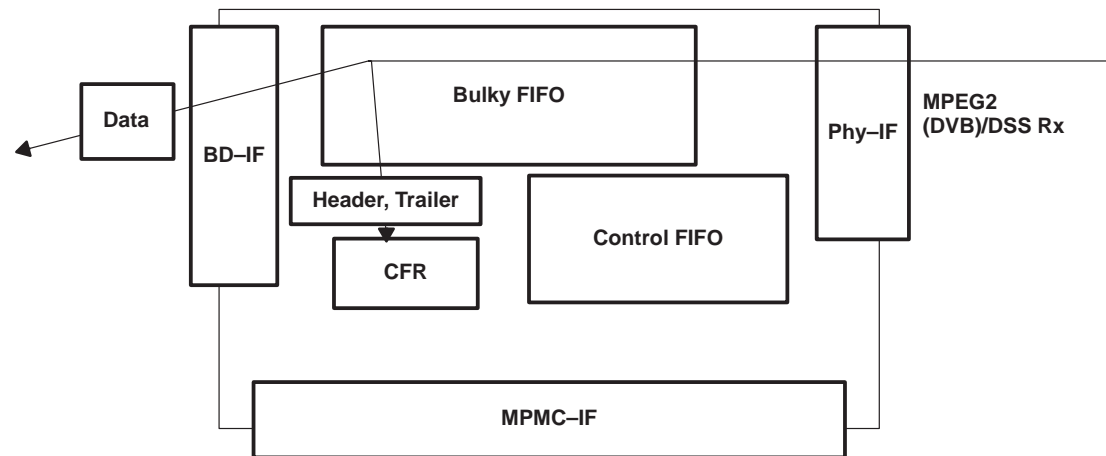 Bulky FIFO
Data
MPEG2
(DVB)/DSS Rx
Phy–IF
BD–IF
Header, Trailer
Control FIFO
CFR
MPMC–IF